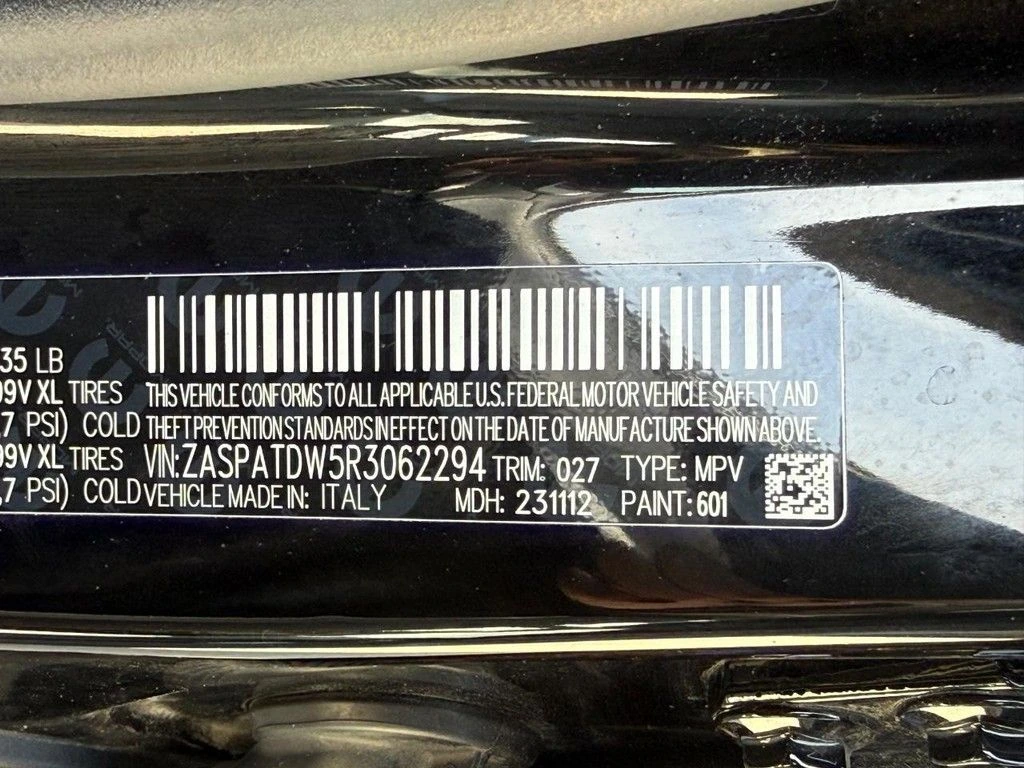 35 LB
99V XL TIRES THIS VEHICLE CONFORMS TO ALL APPLICABLE U.S. FEDERAL MOTOR VEHICLE SAFETY AND
,7 PSI) COLD THEFT PREVENTION STANDARDS IN EFFECT ON THE DATE OF MANUFACTURE SHOWN ABOVE.
99V XL TIRES VIN:ZASPATDW5R3062294 TRIM: 027 TYPE: MPV
,7 PSI) COLD VEHICLE MADE IN: ITALY MDH: 231112 PAINT: 601